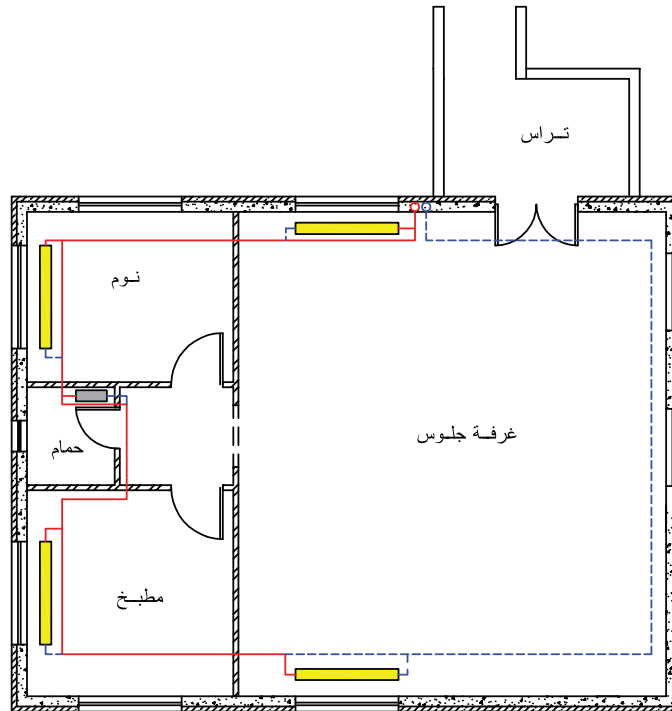 تـراس
نـوم
غرفـة جلـوس
حمام
مطبـخ